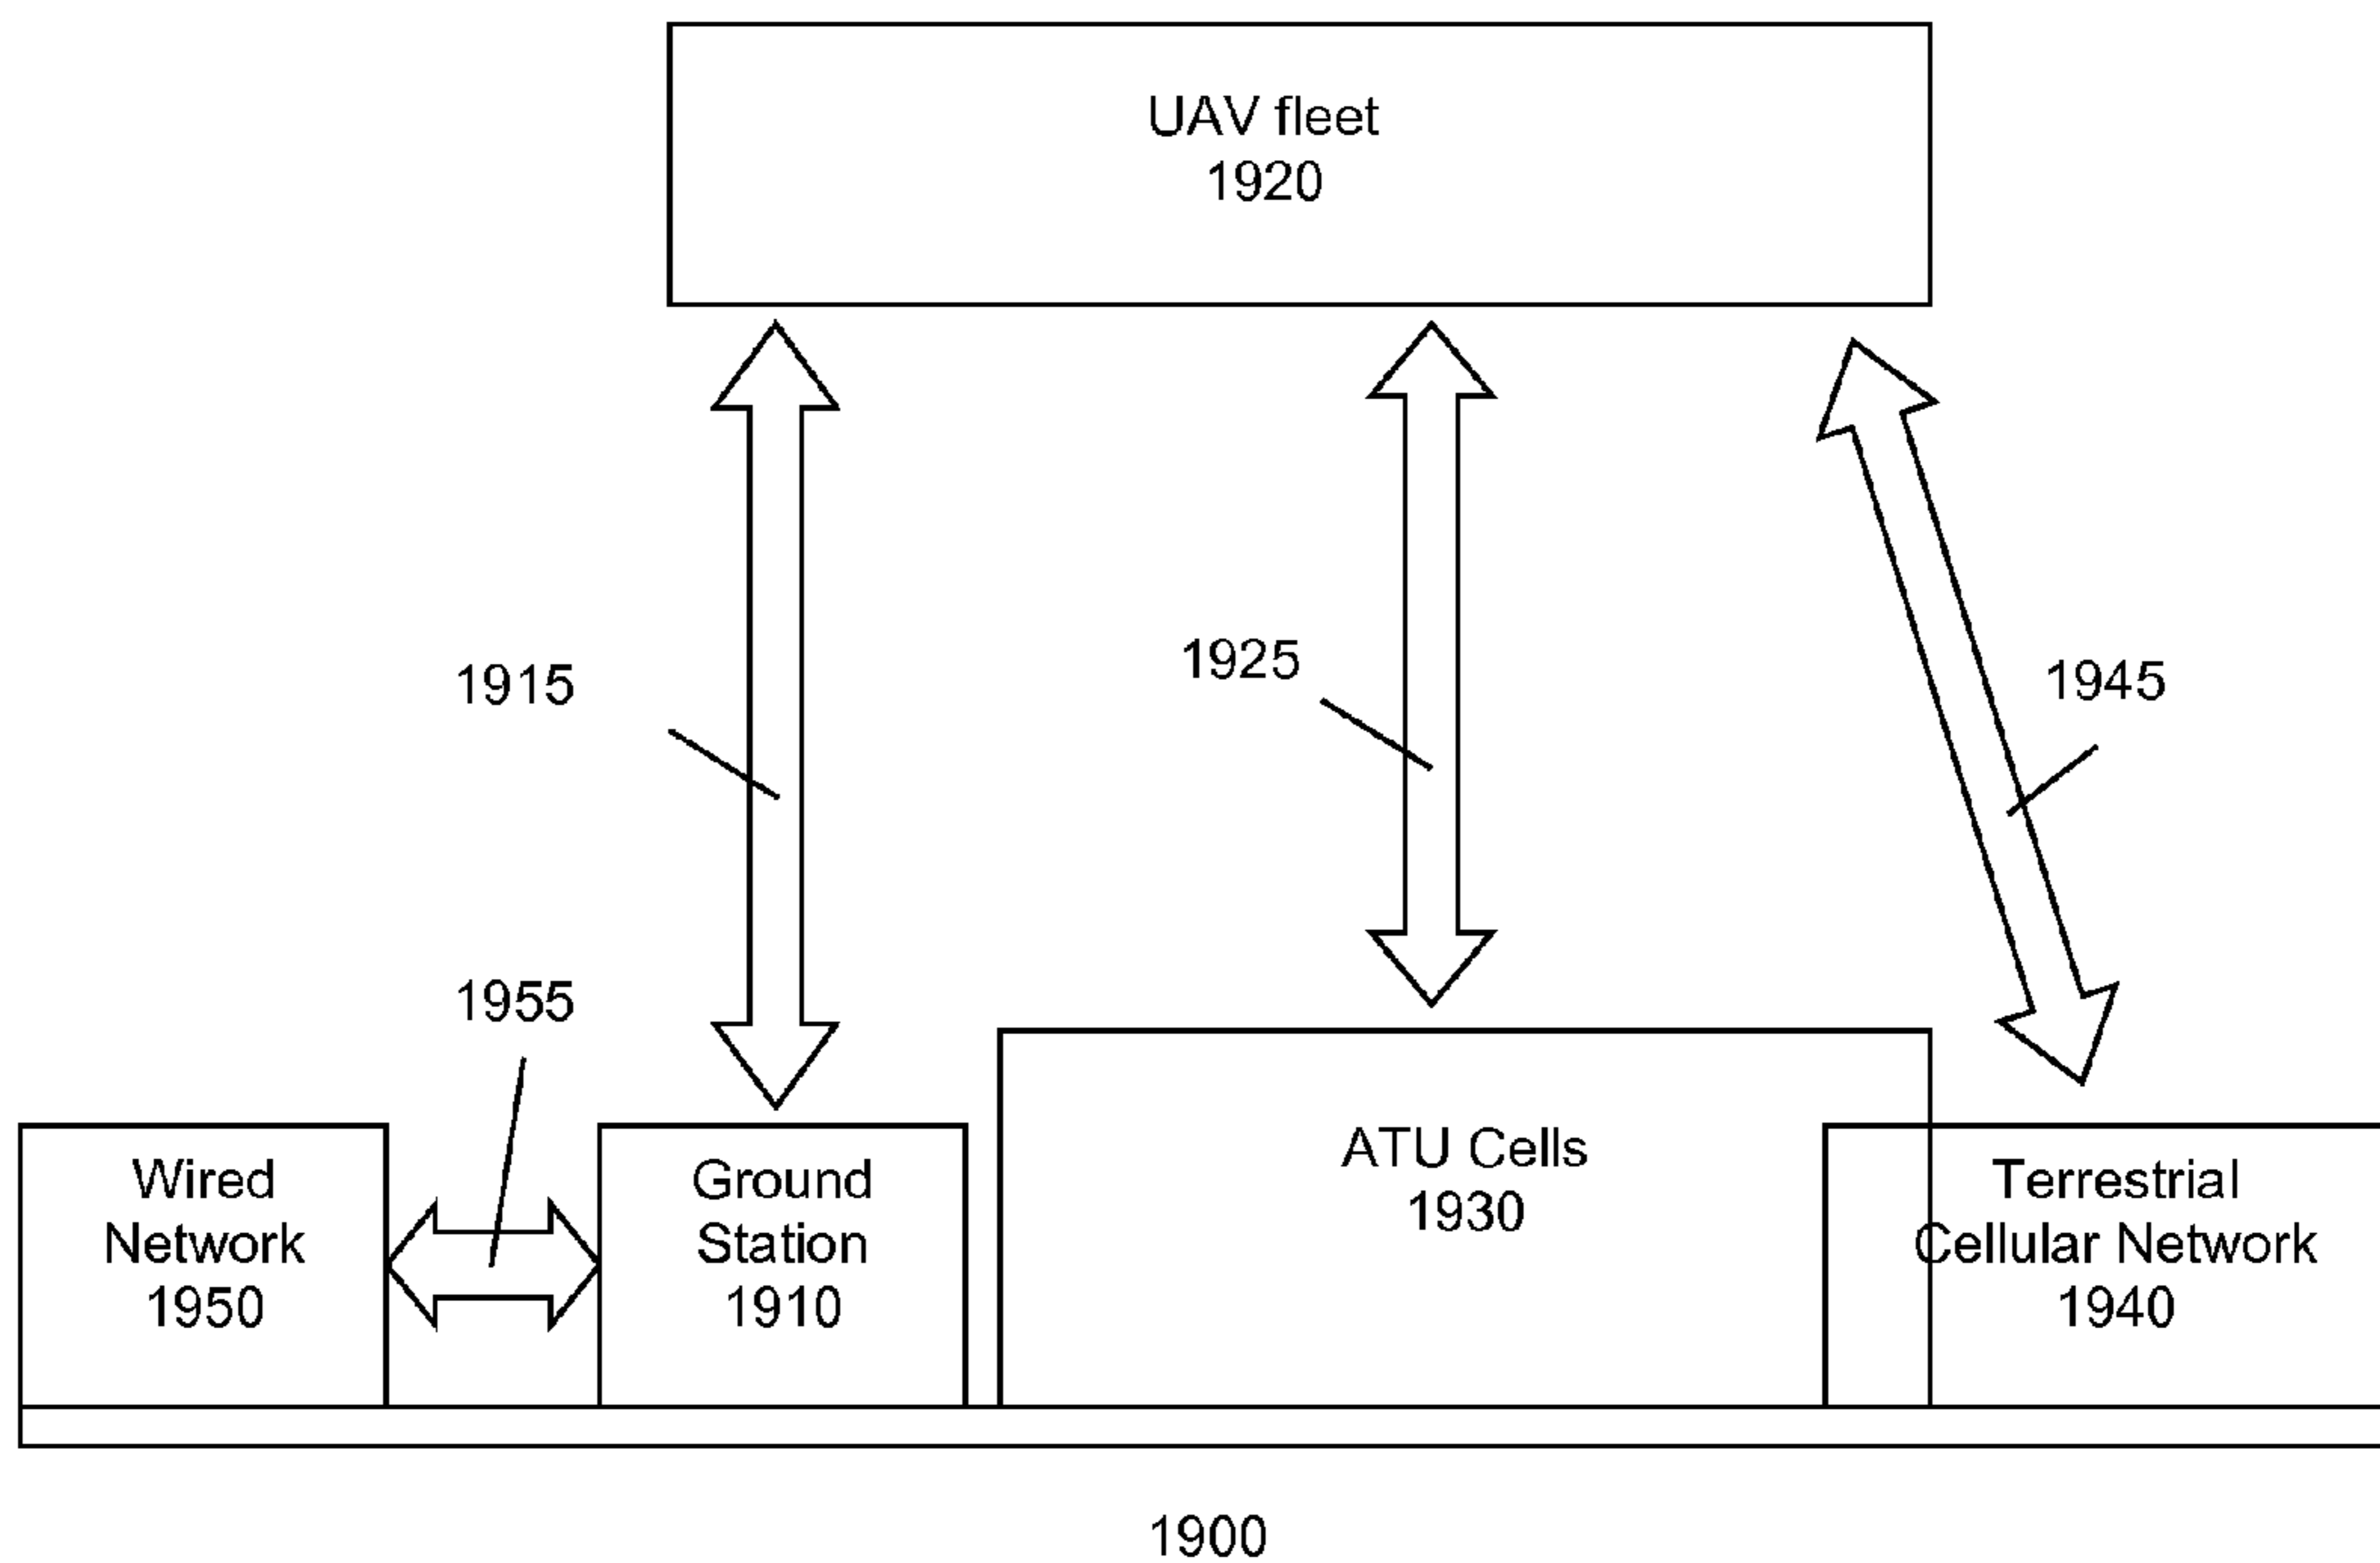 UAV fleet
1920
1915
1925
1945
1955
Wired
Network
1950
Ground
Station
1910
ATU Cells
1930
Terrestrial
Cellular Network
1940
1900